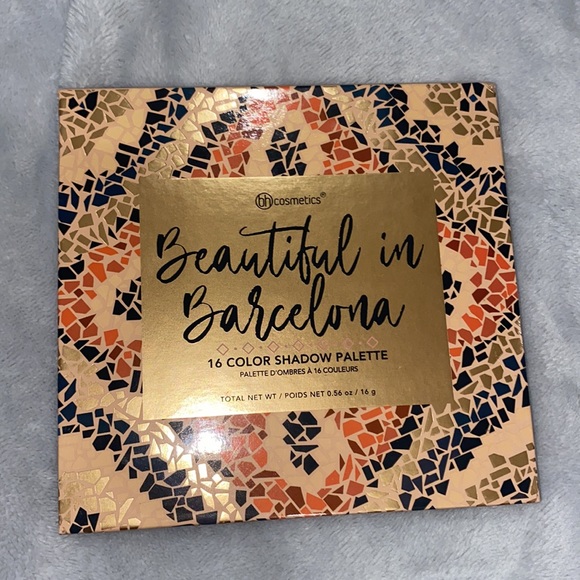 bh cosmetics®
Beautiful in
Barcelona
16 COLOR SHADOW PALETTE
PALETTE D'OMBRES À 16 COULEURS
TOTAL NET WT / POIDS NET 0.56 oz / 16 g